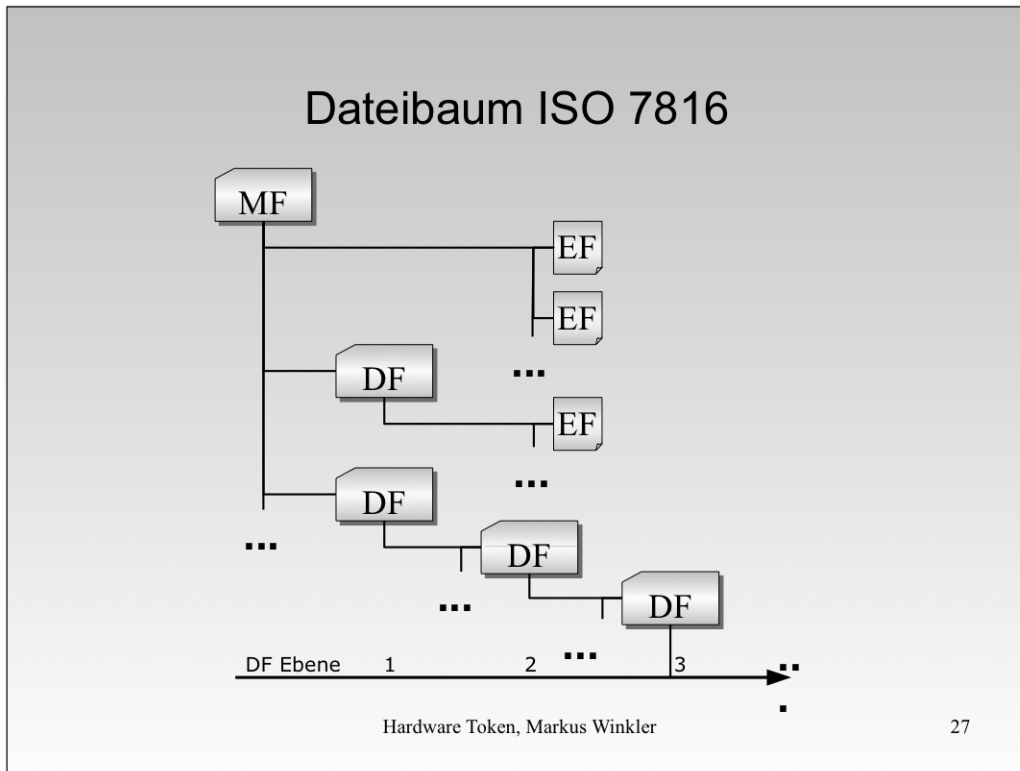 Dateibaum ISO 7816
MF
EF
EF
...
DF
EF
...
DF
...
DF
...
DF
...
DF Ebene 1 2 3 ...
Hardware Token, Markus Winkler 27